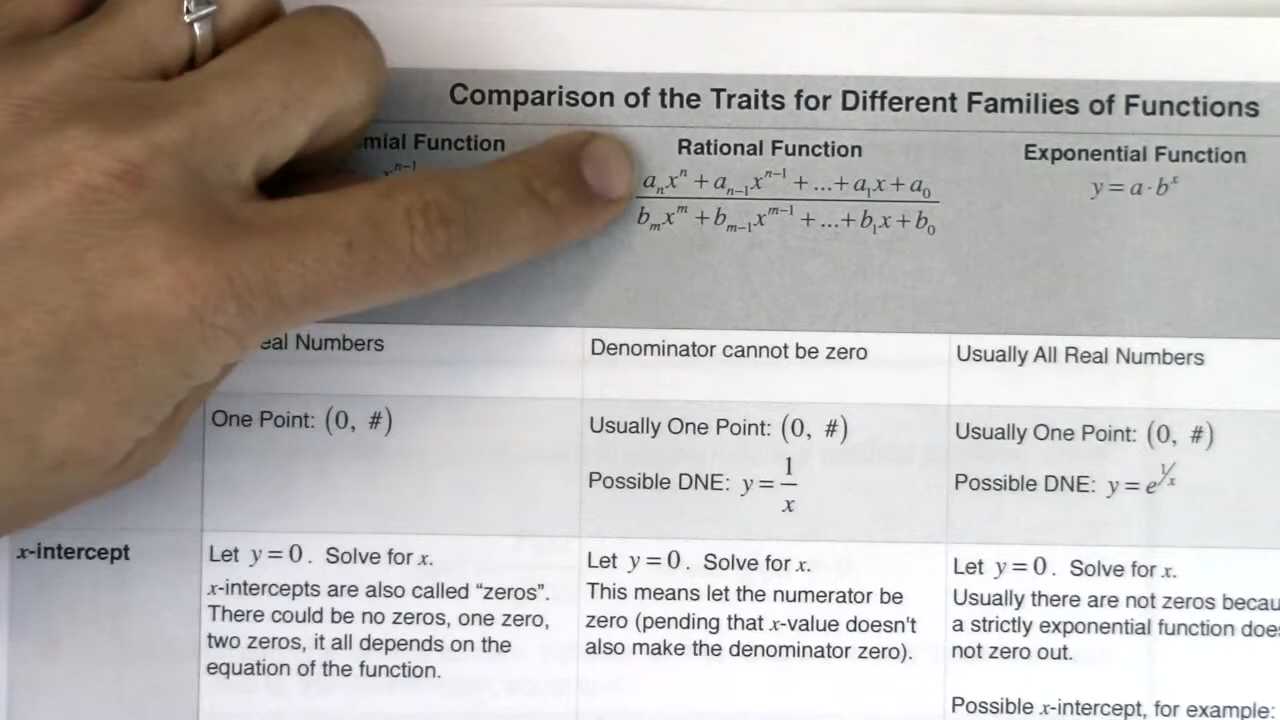 Comparison of the Traits for Different Families of Functions
mial Function Rational Function Exponential Function
x^{n-1} \frac{a_n x^n + a_{n-1} x^{n-1} + ... + a_1 x + a_0}{b_m x^m + b_{m-1} x^{m-1} + ... + b_1 x + b_0} y = a · b^x
eal Numbers Denominator cannot be zero Usually All Real Numbers
One Point: (0, #) Usually One Point: (0, #) Usually One Point: (0, #)
Possible DNE: y = \frac{1}{x} Possible DNE: y = e^{1/x}
x-intercept Let y = 0. Solve for x. Let y = 0. Solve for x. Let y = 0. Solve for x.
x-intercepts are also called “zeros”. This means let the numerator be Usually there are not zeros becau
There could be no zeros, one zero, zero (pending that x-value doesn't a strictly exponential function doe
two zeros, it all depends on the also make the denominator zero). not zero out.
equation of the function.
Possible x-intercept, for example: